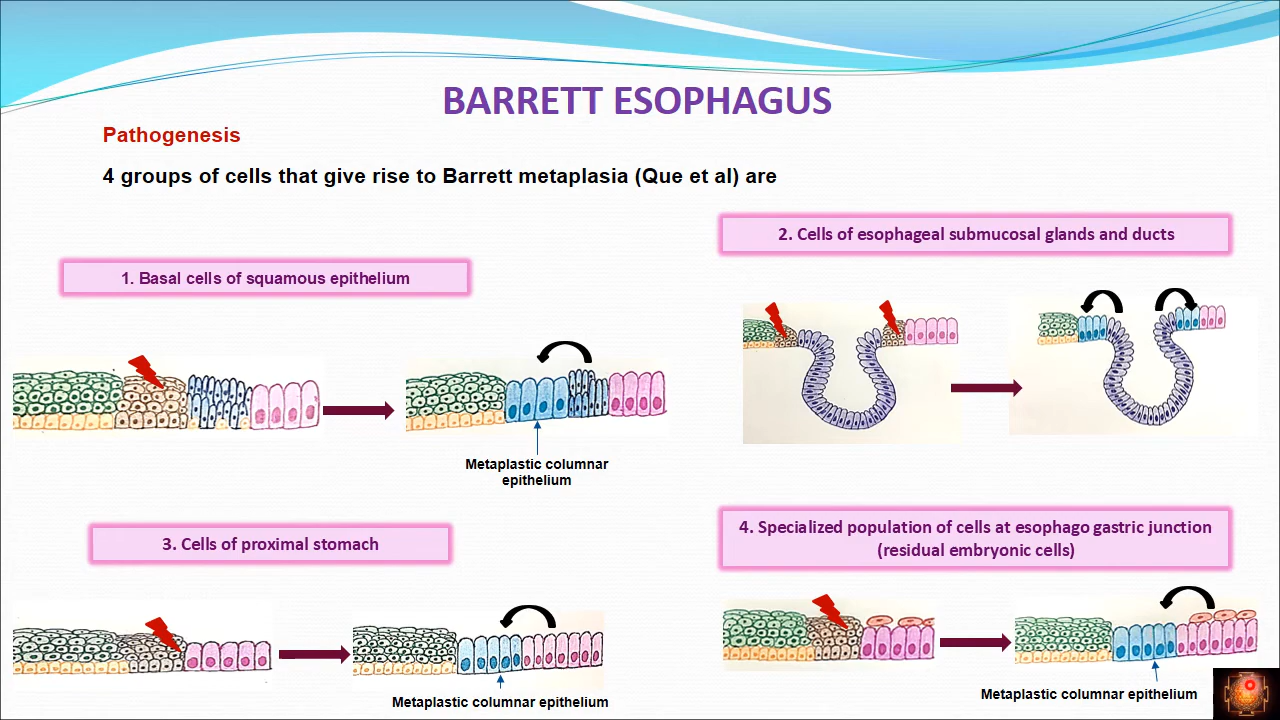 BARRETT ESOPHAGUS
Pathogenesis
4 groups of cells that give rise to Barrett metaplasia (Que et al) are
1. Basal cells of squamous epithelium
2. Cells of esophageal submucosal glands and ducts
Metaplastic columnar
epithelium
3. Cells of proximal stomach
4. Specialized population of cells at esophago gastric junction
(residual embryonic cells)
Metaplastic columnar epithelium
Metaplastic columnar epithelium